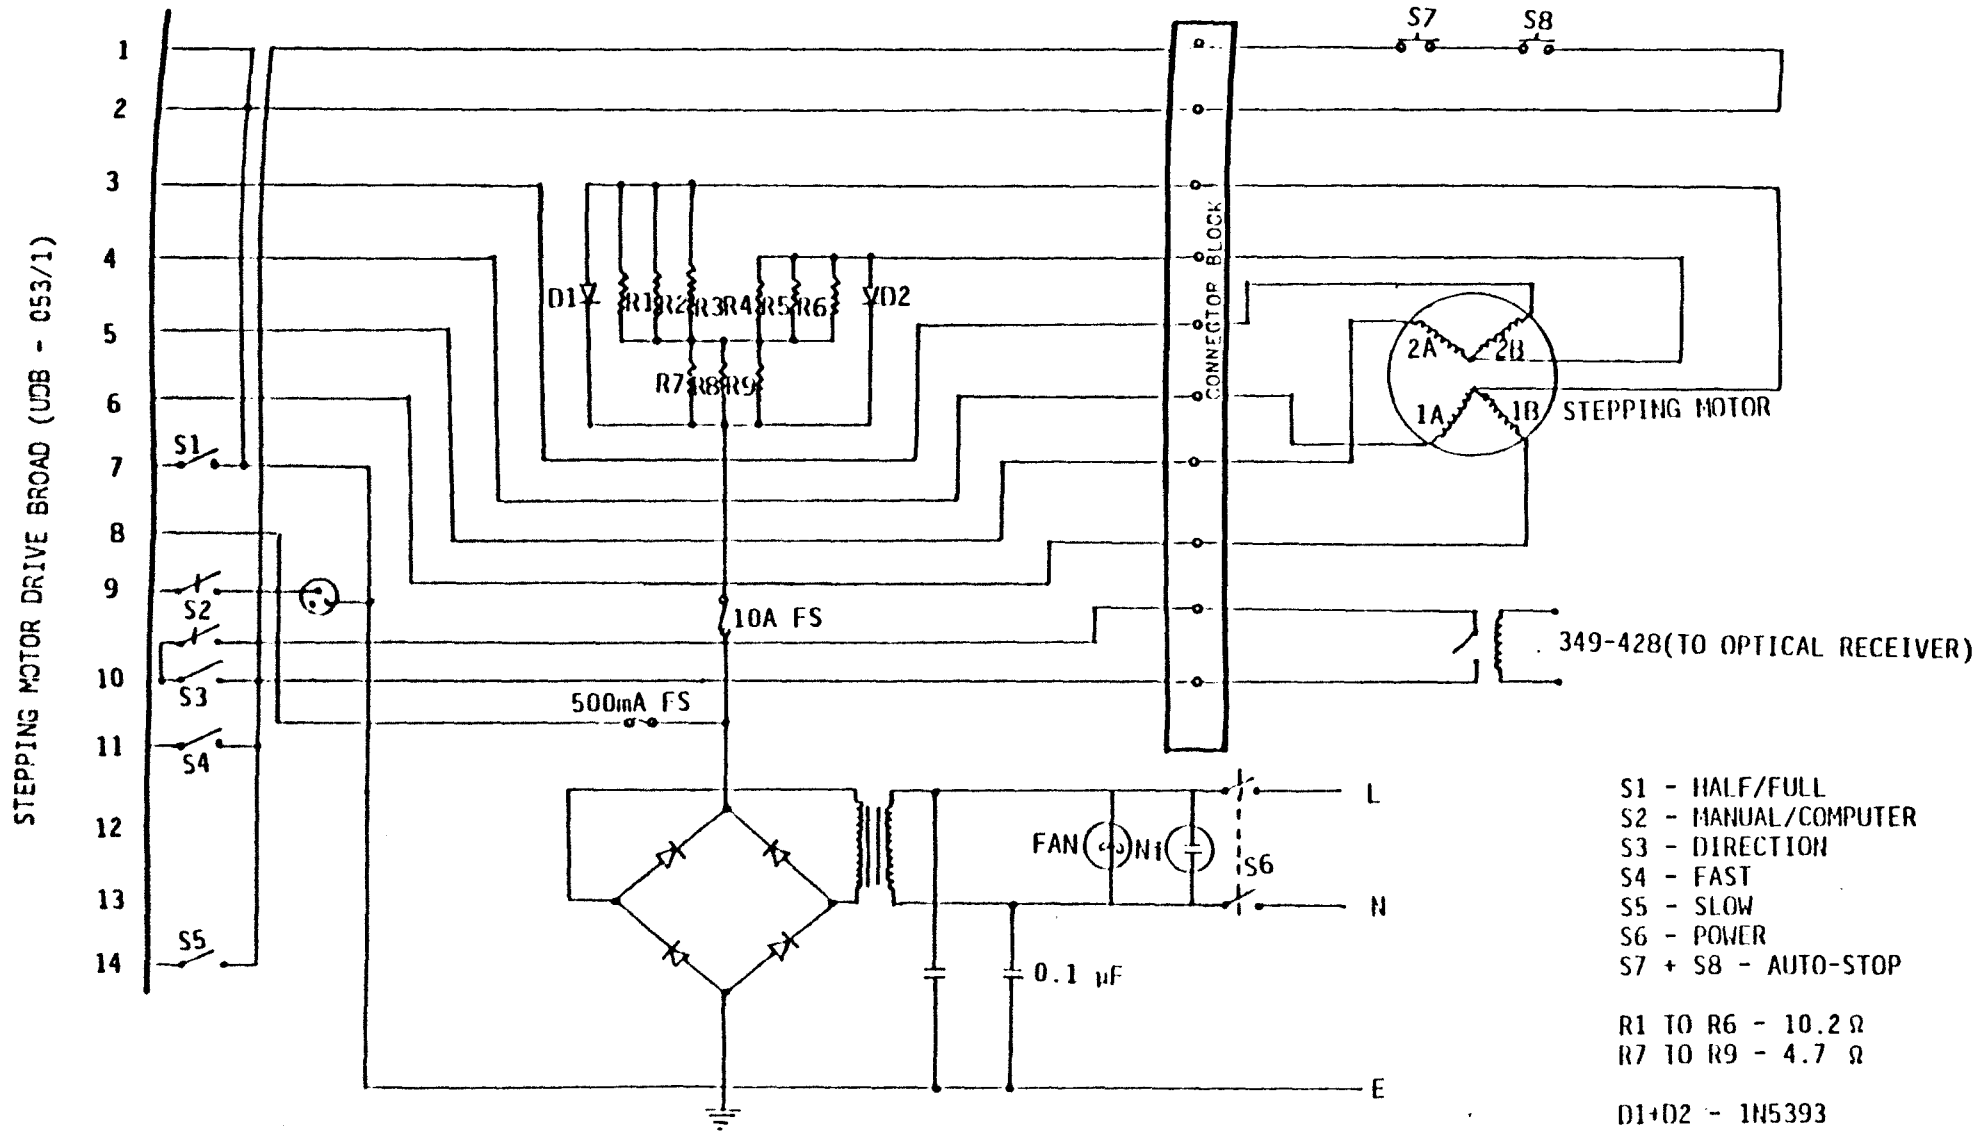 STEPPING MOTOR DRIVE BROAD (UDB - 053/1)
1
2
3
4
5
6
7
8
9
10
11
12
13
14
S1
S2
S3
S4
S5
S7
S8
D1
R1
R2
R3
R4
R5
R6
D2
R7
R8
R9
CONNECTOR BLOCK
2A
2B
1A
1B
STEPPING MOTOR
10A FS
500mA FS
349-428(TO OPTICAL RECEIVER)
FAN
S6
L
N
E
0.1 µF
S1 - HALF/FULL
S2 - MANUAL/COMPUTER
S3 - DIRECTION
S4 - FAST
S5 - SLOW
S6 - POWER
S7 + S8 - AUTO-STOP
R1 TO R6 - 10.2 Ω
R7 TO R9 - 4.7 Ω
D1+D2 - 1N5393